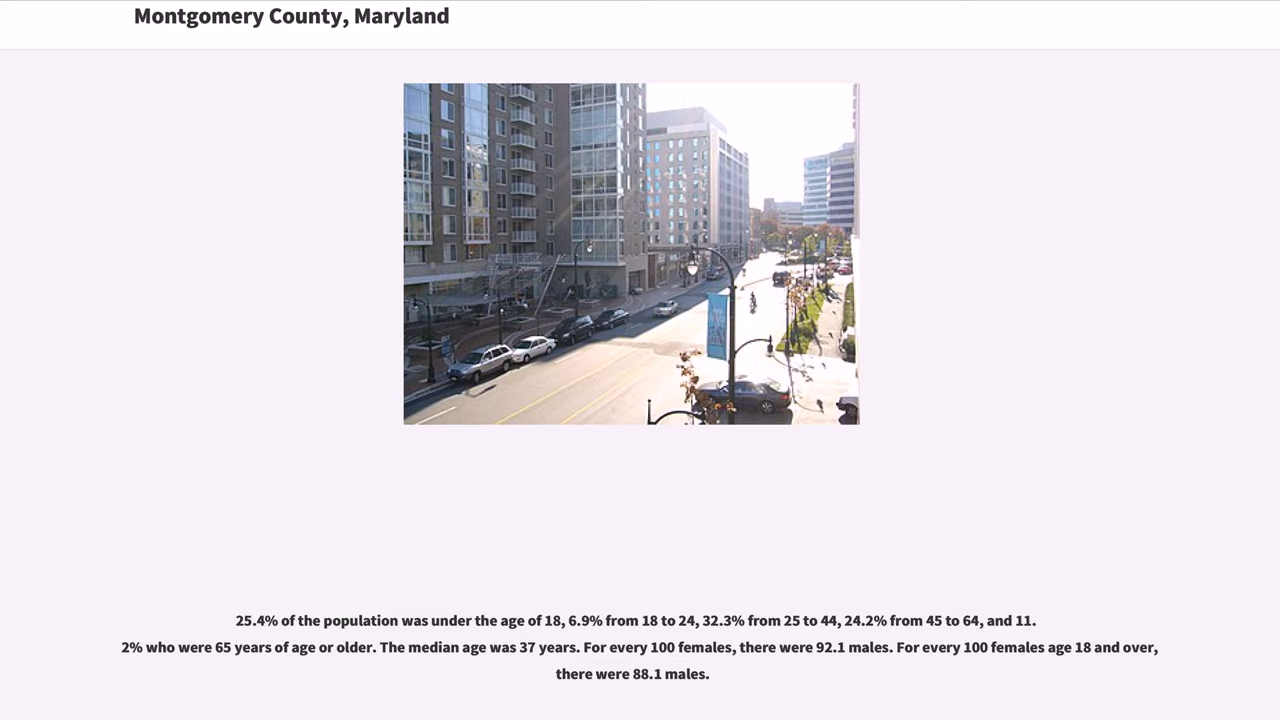 Montgomery County, Maryland
25.4% of the population was under the age of 18, 6.9% from 18 to 24, 32.3% from 25 to 44, 24.2% from 45 to 64, and 11.
2% who were 65 years of age or older. The median age was 37 years. For every 100 females, there were 92.1 males. For every 100 females age 18 and over,
there were 88.1 males.